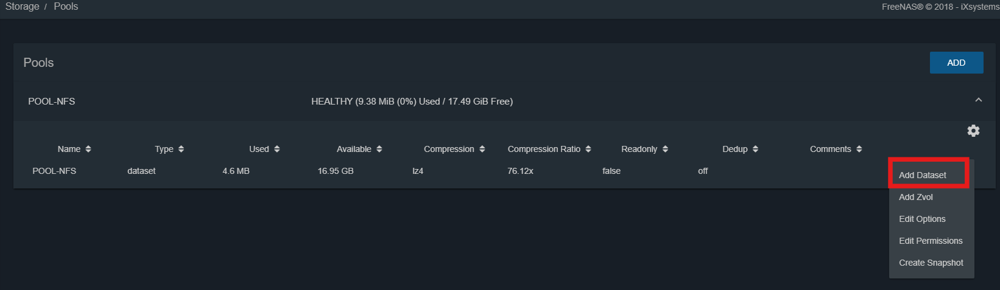 Storage / Pools
FreeNAS® © 2018 - iXsystems
Pools
ADD
POOL-NFS HEALTHY (9.38 MiB (0%) Used / 17.49 GiB Free)
Name Type Used Available Compression Compression Ratio Readonly Dedup Comments
POOL-NFS dataset 4.6 MB 16.95 GB lz4 76.12x false off
Add Dataset
Add Zvol
Edit Options
Edit Permissions
Create Snapshot